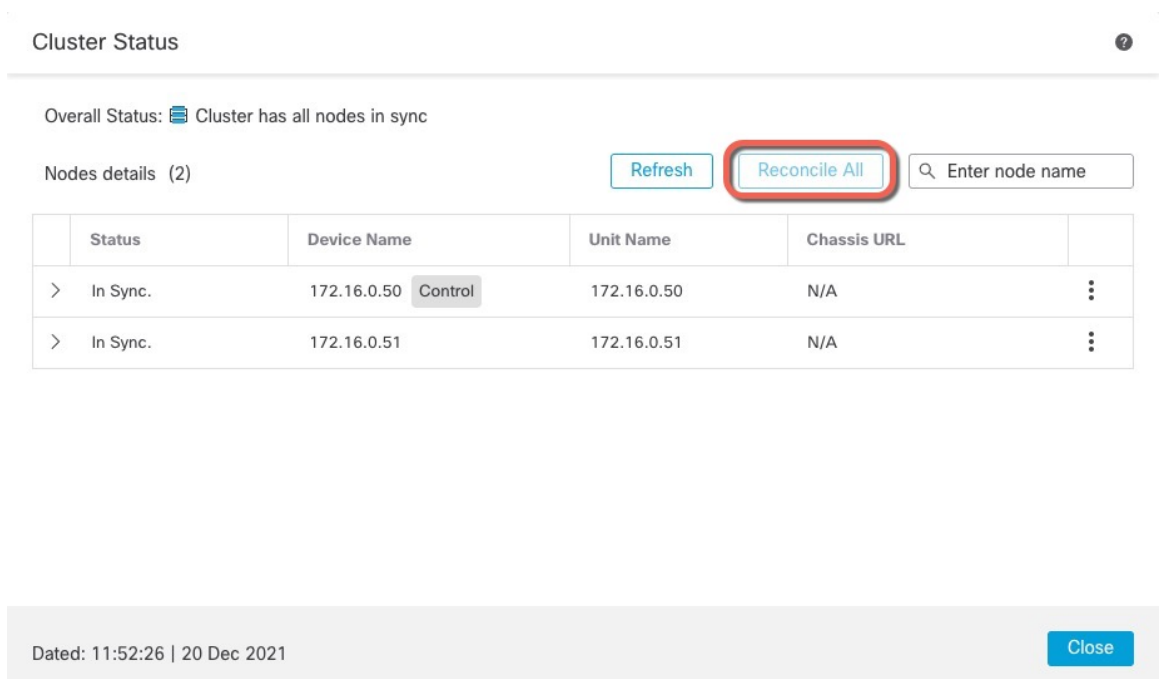 Cluster Status
Overall Status: Cluster has all nodes in sync
Nodes details (2) Refresh Reconcile All Enter node name
Status Device Name Unit Name Chassis URL
In Sync. 172.16.0.50 Control 172.16.0.50 N/A
In Sync. 172.16.0.51 172.16.0.51 N/A
Dated: 11:52:26 | 20 Dec 2021 Close